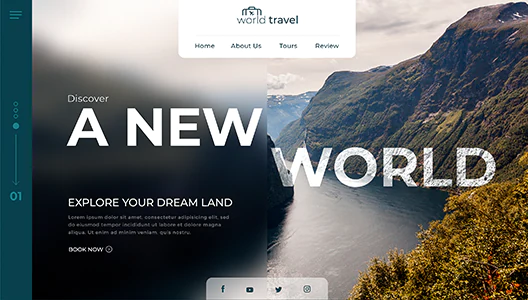 world travel
Home About Us Tours Review
Discover
A NEW
WORLD
EXPLORE YOUR DREAM LAND
Lorem ipsum dolor sit amet, consectetur adipisicing elit, sed
do eiusmod tempor incididunt ut labore et dolore magna
aliqua. Ut enim ad minim veniam, quis nostru.
BOOK NOW
01